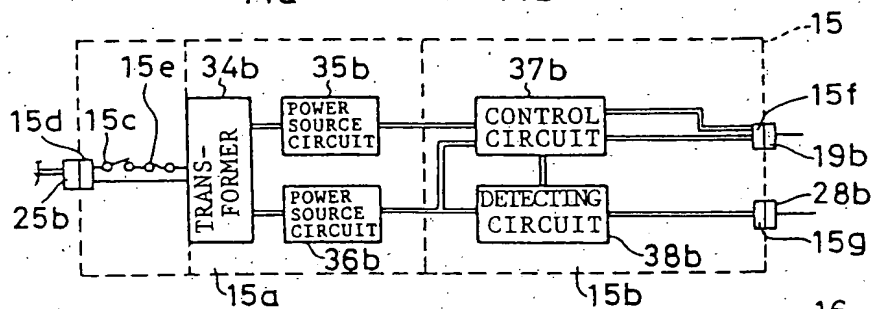 15
15e
34b
35b
37b
15f
15d
15c
POWER
SOURCE
CIRCUIT
CONTROL
CIRCUIT
19b
TRANS-
FORMER
25b
POWER
SOURCE
CIRCUIT
DETECTING
CIRCUIT
28b
36b
38b
15g
15a
15b